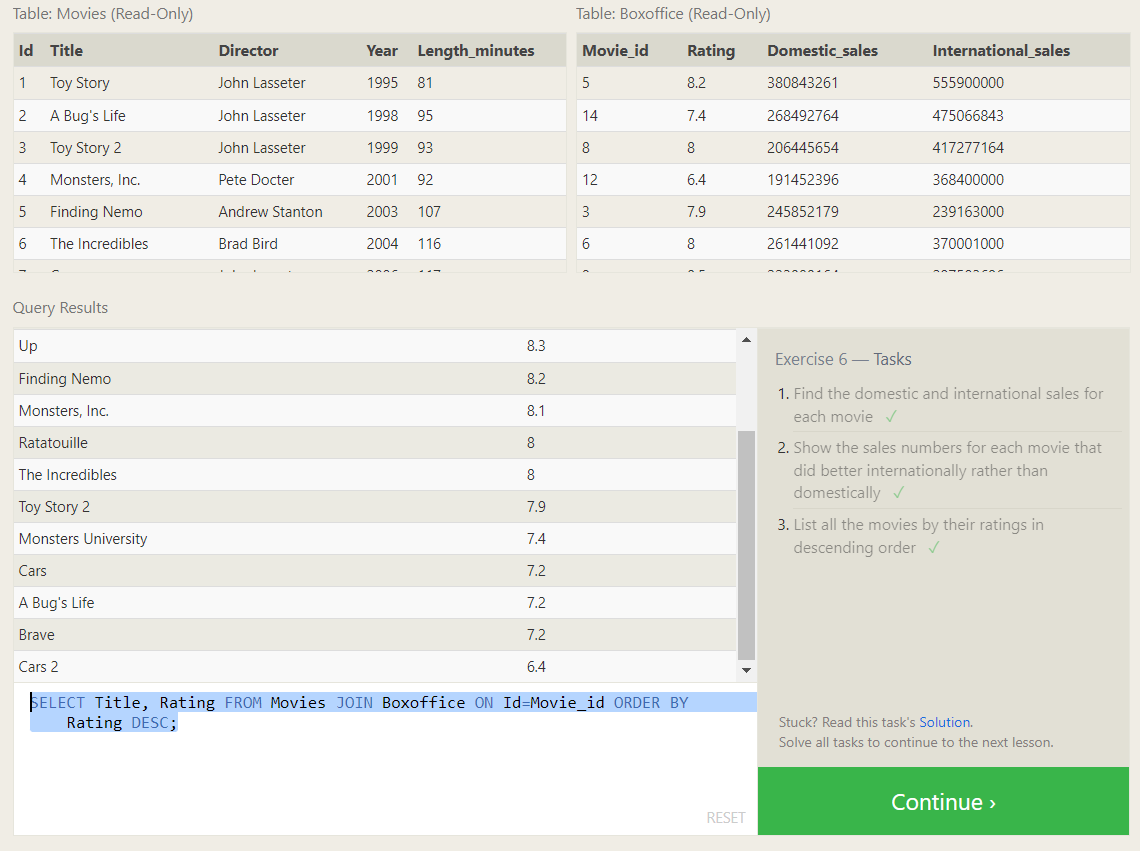 Table: Movies (Read-Only)
Id Title Director Year Length_minutes
1 Toy Story John Lasseter 1995 81
2 A Bug's Life John Lasseter 1998 95
3 Toy Story 2 John Lasseter 1999 93
4 Monsters, Inc. Pete Docter 2001 92
5 Finding Nemo Andrew Stanton 2003 107
6 The Incredibles Brad Bird 2004 116
Table: Boxoffice (Read-Only)
Movie_id Rating Domestic_sales International_sales
5 8.2 380843261 555900000
14 7.4 268492764 475066843
8 8 206445654 417277164
12 6.4 191452396 368400000
3 7.9 245852179 239163000
6 8 261441092 370001000
Query Results
Up 8.3
Finding Nemo 8.2
Monsters, Inc. 8.1
Ratatouille 8
The Incredibles 8
Toy Story 2 7.9
Monsters University 7.4
Cars 7.2
A Bug's Life 7.2
Brave 7.2
Cars 2 6.4
SELECT Title, Rating FROM Movies JOIN Boxoffice ON Id=Movie_id ORDER BY
Rating DESC;
RESET
Exercise 6 — Tasks
1. Find the domestic and international sales for
each movie ✓
2. Show the sales numbers for each movie that
did better internationally rather than
domestically ✓
3. List all the movies by their ratings in
descending order ✓
Stuck? Read this task's Solution.
Solve all tasks to continue to the next lesson.
Continue ›